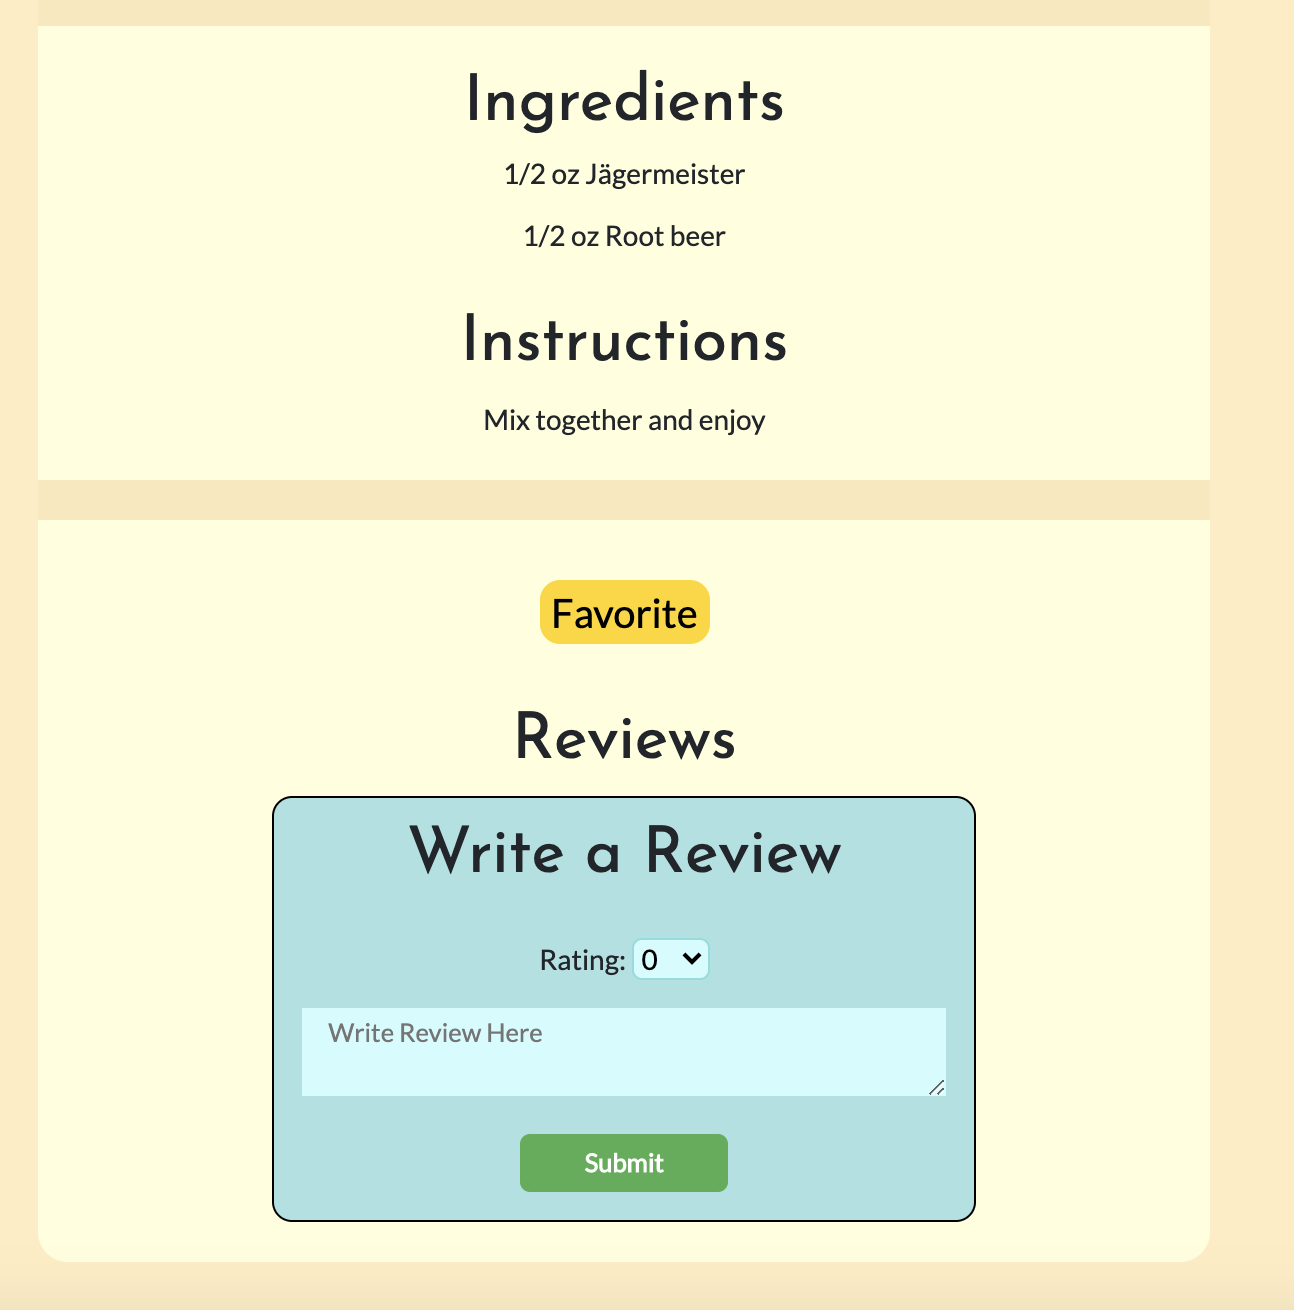 Ingredients
1/2 oz Jägermeister
1/2 oz Root beer
Instructions
Mix together and enjoy
Favorite
Reviews
Write a Review
Rating: 0
Write Review Here
Submit